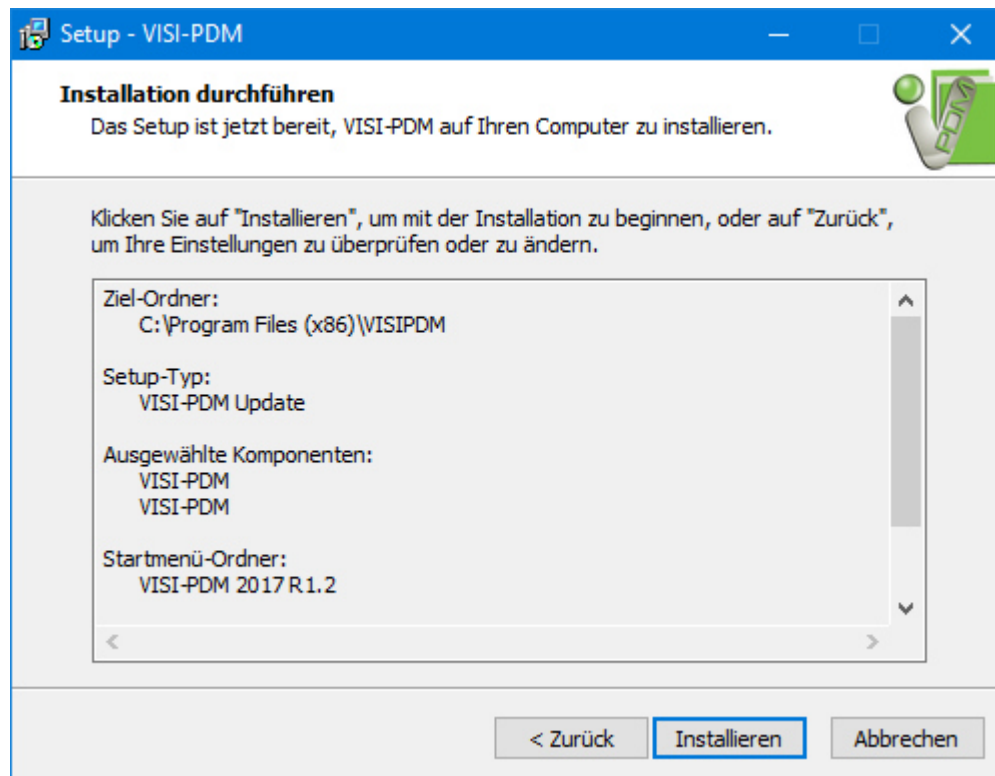 Setup - VISI-PDM
Installation durchführen
Das Setup ist jetzt bereit, VISI-PDM auf Ihren Computer zu installieren.
PDM
Klicken Sie auf "Installieren", um mit der Installation zu beginnen, oder auf "Zurück",
um Ihre Einstellungen zu überprüfen oder zu ändern.
Ziel-Ordner:
C:\Program Files (x86)\VISIPDM
Setup-Typ:
VISI-PDM Update
Ausgewählte Komponenten:
VISI-PDM
VISI-PDM
Startmenü-Ordner:
VISI-PDM 2017 R1.2
< Zurück
Installieren
Abbrechen